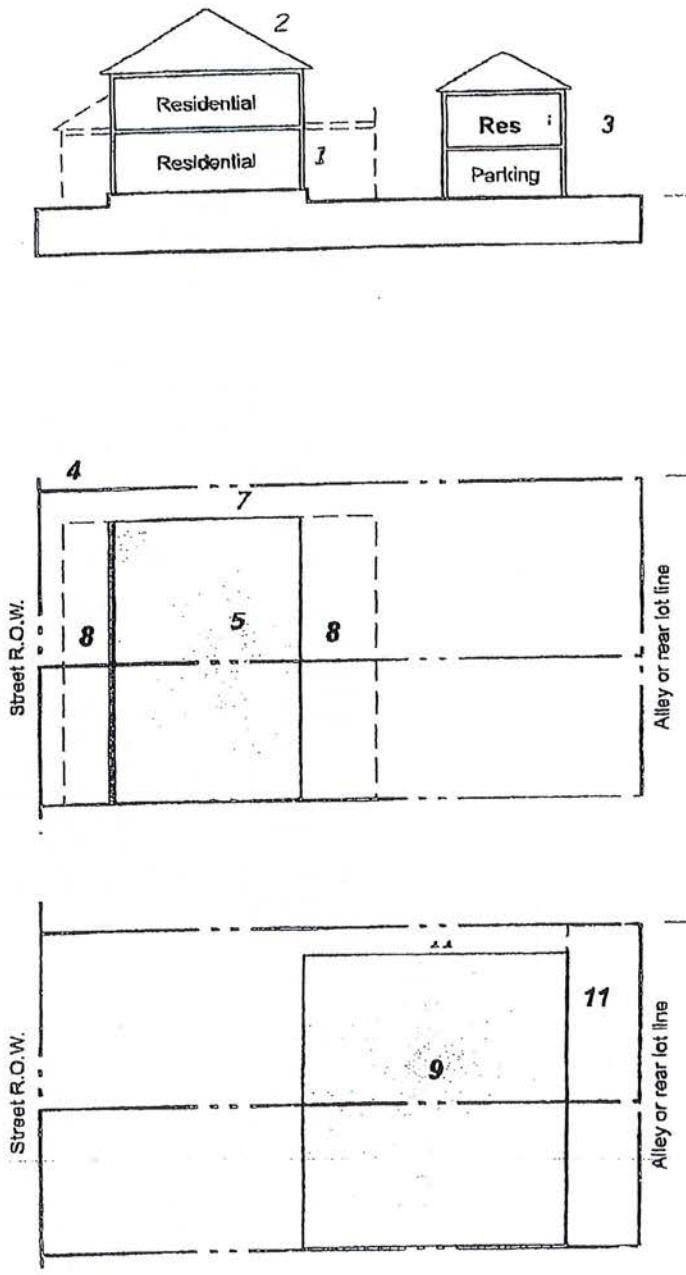 2
Residential
Res
3
Residential
1
Parking
4
7
Street R.O.W.
8
5
8
Alley or rear lot line
Street R.O.W.
11
9
Alley or rear lot line